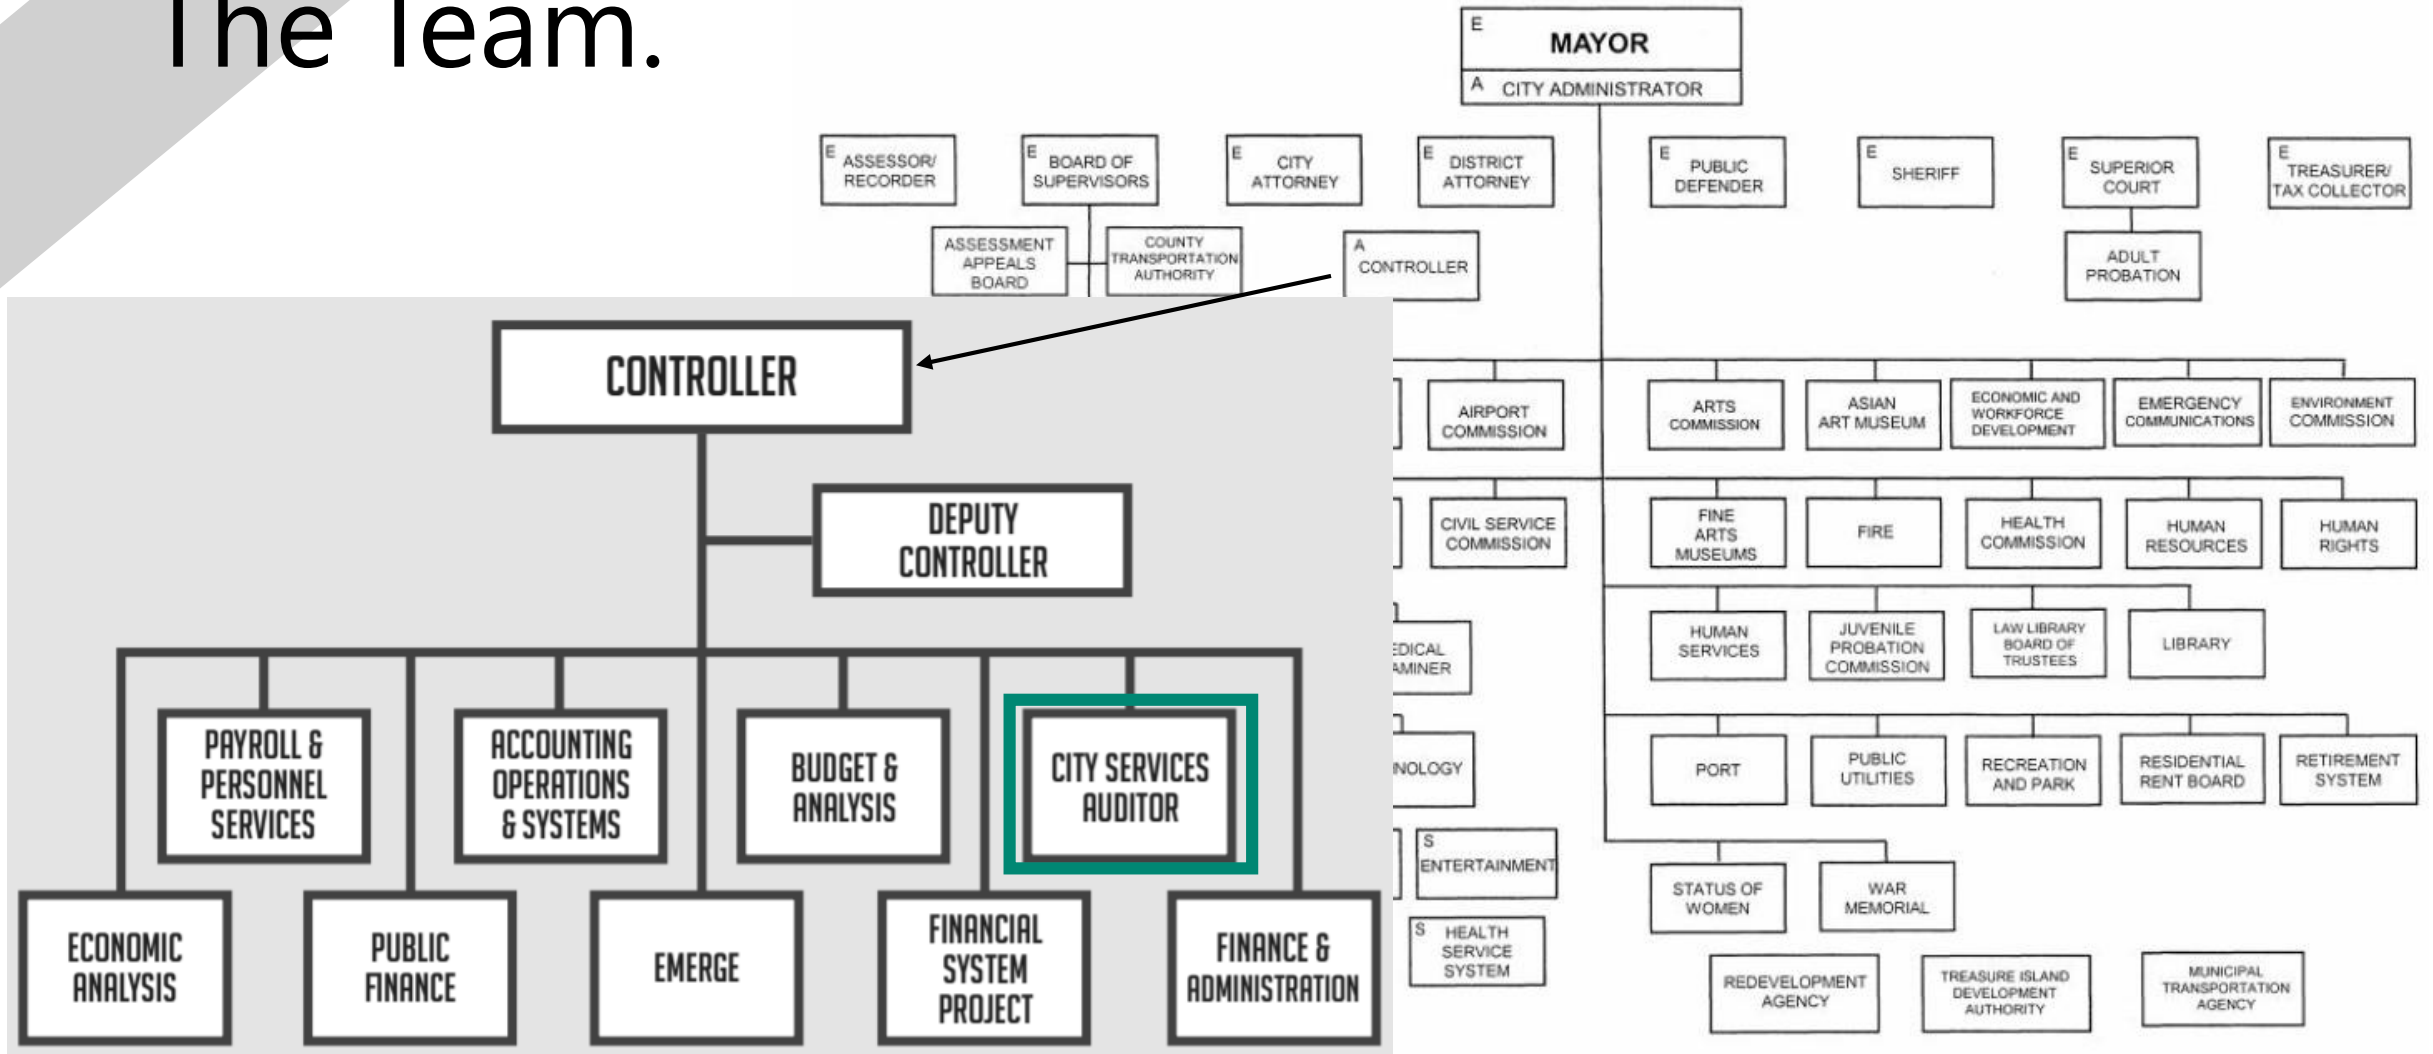 The Team.
E
MAYOR
A CITY ADMINISTRATOR
E ASSESSOR/
RECORDER
E BOARD OF
SUPERVISORS
E CITY
ATTORNEY
E DISTRICT
ATTORNEY
E PUBLIC
DEFENDER
E
SHERIFF
E SUPERIOR
COURT
E
TREASURER/
TAX COLLECTOR
ASSESSMENT
APPEALS
BOARD
COUNTY
TRANSPORTATION
AUTHORITY
A
CONTROLLER
ADULT
PROBATION
CONTROLLER
DEPUTY
CONTROLLER
PAYROLL &
PERSONNEL
SERVICES
ACCOUNTING
OPERATIONS
& SYSTEMS
BUDGET &
ANALYSIS
CITY SERVICES
AUDITOR
ECONOMIC
ANALYSIS
PUBLIC
FINANCE
EMERGE
FINANCIAL
SYSTEM
PROJECT
FINANCE &
ADMINISTRATION
AIRPORT
COMMISSION
ARTS
COMMISSION
ASIAN
ART MUSEUM
ECONOMIC AND
WORKFORCE
DEVELOPMENT
EMERGENCY
COMMUNICATIONS
ENVIRONMENT
COMMISSION
CIVIL SERVICE
COMMISSION
FINE
ARTS
MUSEUMS
FIRE
HEALTH
COMMISSION
HUMAN
RESOURCES
HUMAN
RIGHTS
EDICAL
AMINER
HUMAN
SERVICES
JUVENILE
PROBATION
COMMISSION
LAW LIBRARY
BOARD OF
TRUSTEES
LIBRARY
NOLOGY
PORT
PUBLIC
UTILITIES
RECREATION
AND PARK
RESIDENTIAL
RENT BOARD
RETIREMENT
SYSTEM
S
ENTERTAINMENT
STATUS OF
WOMEN
WAR
MEMORIAL
S HEALTH
SERVICE
SYSTEM
REDEVELOPMENT
AGENCY
TREASURE ISLAND
DEVELOPMENT
AUTHORITY
MUNICIPAL
TRANSPORTATION
AGENCY